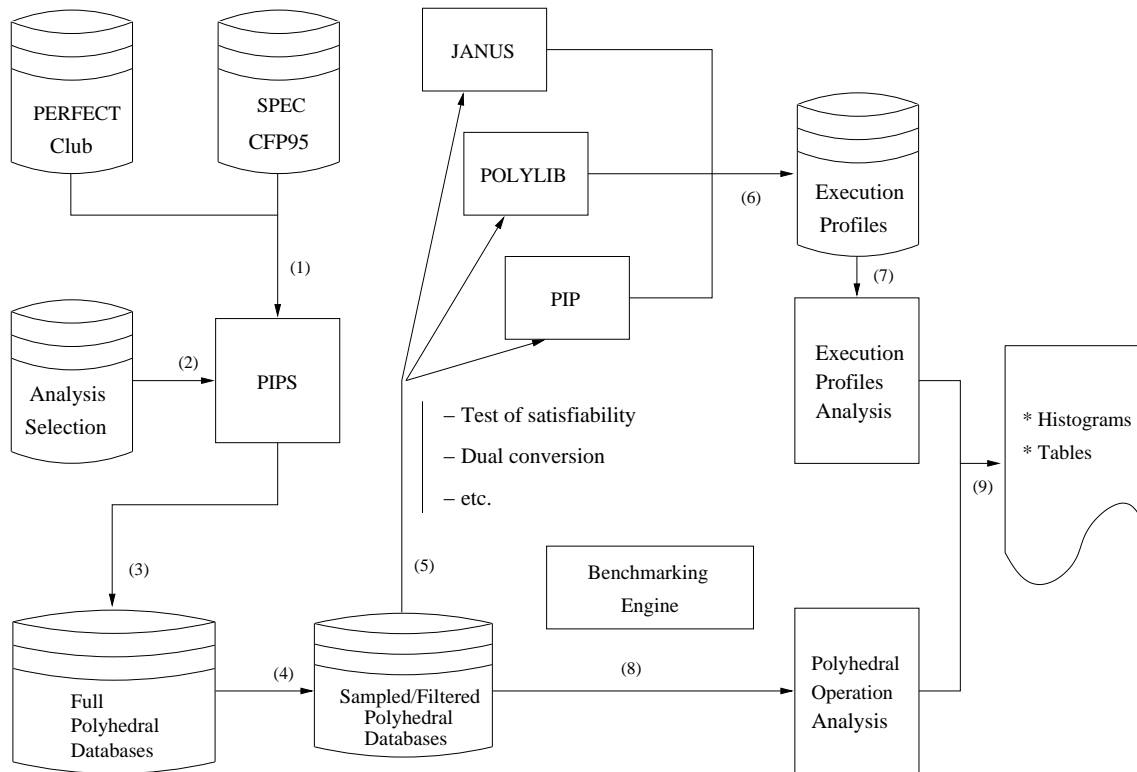 PERFECT
Club
SPEC
CFP95
JANUS
POLYLIB
PIP
(6)
Execution
Profiles
(1)
(7)
Analysis
Selection
(2)
PIPS
– Test of satisfiability
– Dual conversion
– etc.
Execution
Profiles
Analysis
(9)
* Histograms
* Tables
(3)
(5)
Benchmarking
Engine
Full
Polyhedral
Databases
(4)
Sampled/Filtered
Polyhedral
Databases
(8)
Polyhedral
Operation
Analysis